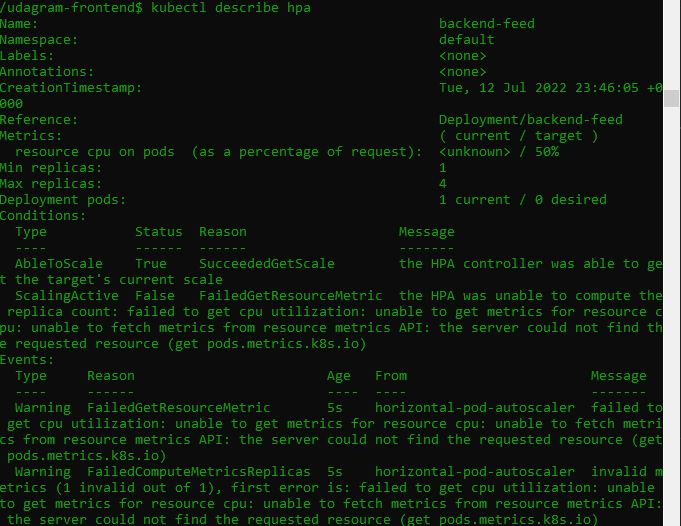 /udagram-frontend$ kubectl describe hpa
Name:                                                  backend-feed
Namespace:                                             default
Labels:                                                <none>
Annotations:                                           <none>
CreationTimestamp:                                     Tue, 12 Jul 2022 23:46:05 +0
000
Reference:                                             Deployment/backend-feed
Metrics:                                               ( current / target )
  resource cpu on pods  (as a percentage of request):  <unknown> / 50%
Min replicas:                                          1
Max replicas:                                          4
Deployment pods:                                       1 current / 0 desired
Conditions:
  Type           Status  Reason                   Message
  ----           ------  ------                   -------
  AbleToScale    True    SucceededGetScale        the HPA controller was able to ge
t the target's current scale
  ScalingActive  False   FailedGetResourceMetric  the HPA was unable to compute the
 replica count: failed to get cpu utilization: unable to get metrics for resource c
pu: unable to fetch metrics from resource metrics API: the server could not find th
e requested resource (get pods.metrics.k8s.io)
Events:
  Type     Reason                        Age   From                       Message
  ----     ------                        ----  ----                       -------
  Warning  FailedGetResourceMetric       5s    horizontal-pod-autoscaler  failed to
 get cpu utilization: unable to get metrics for resource cpu: unable to fetch metri
cs from resource metrics API: the server could not find the requested resource (get
 pods.metrics.k8s.io)
  Warning  FailedComputeMetricsReplicas  5s    horizontal-pod-autoscaler  invalid m
etrics (1 invalid out of 1), first error is: failed to get cpu utilization: unable
to get metrics for resource cpu: unable to fetch metrics from resource metrics API:
 the server could not find the requested resource (get pods.metrics.k8s.io)